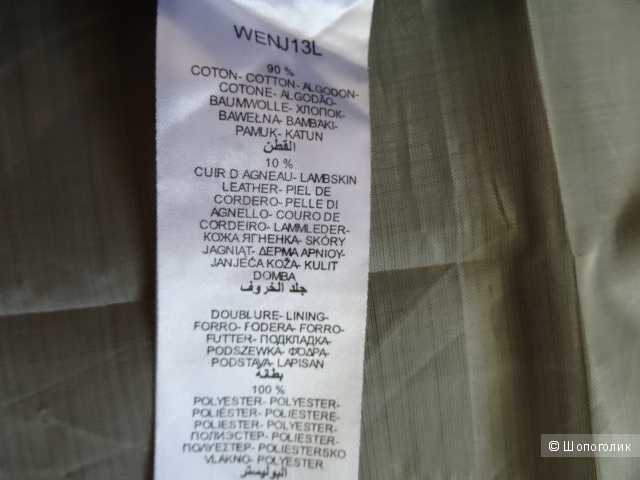 WENJ13L
90 %
COTON- COTTON- ALGODON-
COTONE- ALGODÃO-
BAUMWOLLE- ХЛОПОК-
BAWEŁNA- BAMBAKI-
PAMUK- KATUN
القطن
10 %
CUIR D AGNEAU- LAMBSKIN
LEATHER- PIEL DE
CORDERO- PELLE DI
AGNELLO- COURO DE
CORDEIRO- LAMMLEDER-
КОЖА ЯГНЕНКА- SKÓRY
JAGNIĄT- ΔΕΡΜΑ ΑΡΝΙΟΥ-
JANJEĆA KOŽA- KULIT
DOMBA
جلد الخروف
DOUBLURE- LINING-
FORRO- FODERA- FORRO-
FUTTER- ПОДКЛАДКА-
PODSZEWKA- ΦΟΔΡΑ-
PODSTAVA- LAPISAN
بطانة
100 %
POLYESTER- POLYESTER-
POLIÉSTER- POLIESTERE-
POLIESTER- POLYESTER-
ПОЛИЭСТЕР- POLIESTER-
ΠΟΛΥΕΣΤΕΡ- POLIESTERSKO
VLAKNO- POLYESTER
البوليستر
© Шопоголик